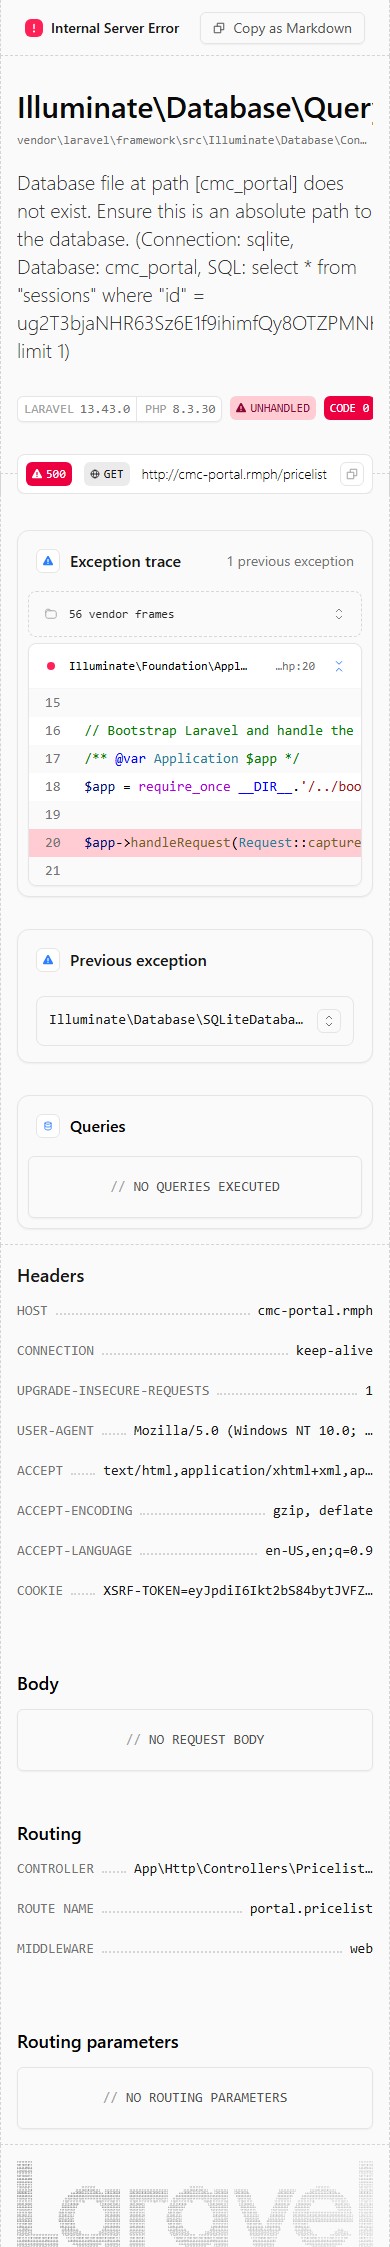 Internal Server Error
Copy as Markdown
Illuminate\Database\Quer
vendor\laravel\framework\src\Illuminate\Database\Con…
Database file at path [cmc_portal] does
not exist. Ensure this is an absolute path to
the database. (Connection: sqlite,
Database: cmc_portal, SQL: select * from
"sessions" where "id" =
ug2T3bjaNHR63Sz6E1f9ihimfQy8OTZPMN
limit 1)
LARAVEL 13.43.0 PHP 8.3.30 UNHANDLED CODE 0
500 GET http://cmc-portal.rmph/pricelist
Exception trace 1 previous exception
56 vendor frames
Illuminate\Foundation\Appl… …hp:20
15
16 // Bootstrap Laravel and handle the
17 /** @var Application $app */
18 $app = require_once __DIR__.'/../boo
19
20 $app->handleRequest(Request::capture
21
Previous exception
Illuminate\Database\SQLiteDataba…
Queries
// NO QUERIES EXECUTED
Headers
HOST cmc-portal.rmph
CONNECTION keep-alive
UPGRADE-INSECURE-REQUESTS 1
USER-AGENT Mozilla/5.0 (Windows NT 10.0; …
ACCEPT text/html,application/xhtml+xml,ap…
ACCEPT-ENCODING gzip, deflate
ACCEPT-LANGUAGE en-US,en;q=0.9
COOKIE XSRF-TOKEN=eyJpdiI6Ikt2bS84bytJVFZ…
Body
// NO REQUEST BODY
Routing
CONTROLLER App\Http\Controllers\Pricelist…
ROUTE NAME portal.pricelist
MIDDLEWARE web
Routing parameters
// NO ROUTING PARAMETERS
Laravel